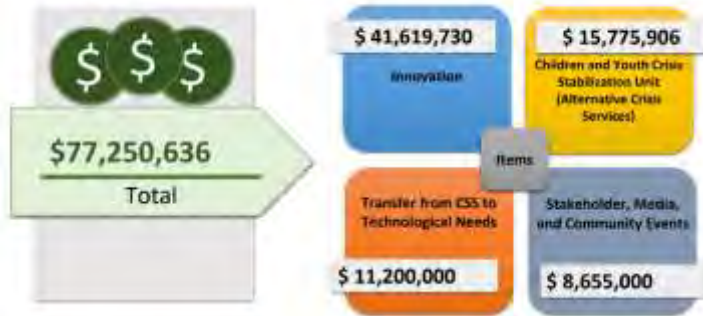 $ $ $
$77,250,636
Total
$ 41,619,730
Innovation
$ 15,775,906
Children and Youth Crisis
Stabilization Unit
(Alternative Crisis
Services)
Items
Transfer from CSS to
Technological Needs
$ 11,200,000
Stakeholder, Media,
and Community Events
$ 8,655,000